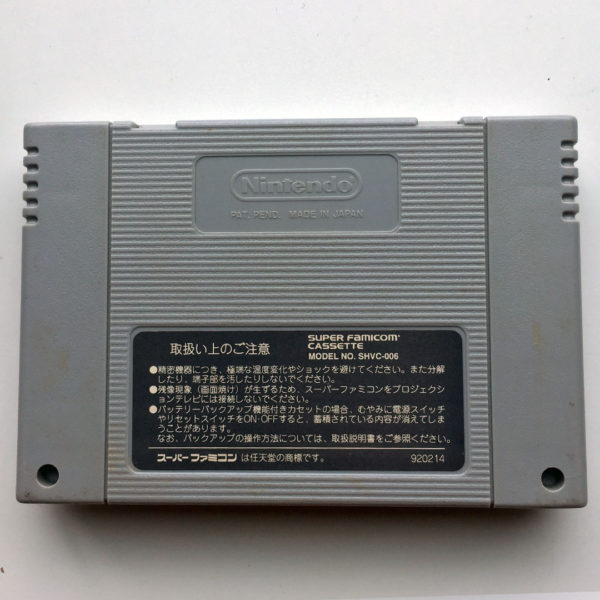 Nintendo
PAT. PEND. MADE IN JAPAN
取扱い上のご注意
SUPER FAMICOM
CASSETTE
MODEL NO. SHVC-006
●精密機器につき、極端な温度変化やショックを避けてください。また分解
したり、端子部を汚したりしないでください。
●残像現象（画面焼け）が生ずるため、スーパーファミコンをプロジェクシ
ョンテレビには接続しないでください。
●バッテリーバックアップ機能付きカセットの場合、むやみに電源スイッチ
やリセットスイッチをON・OFFすると、蓄積されている内容が消えてしま
うことがあります。
なお、バックアップの操作方法については、取扱説明書をご参照ください。
スーパーファミコン は任天堂の商標です。 920214